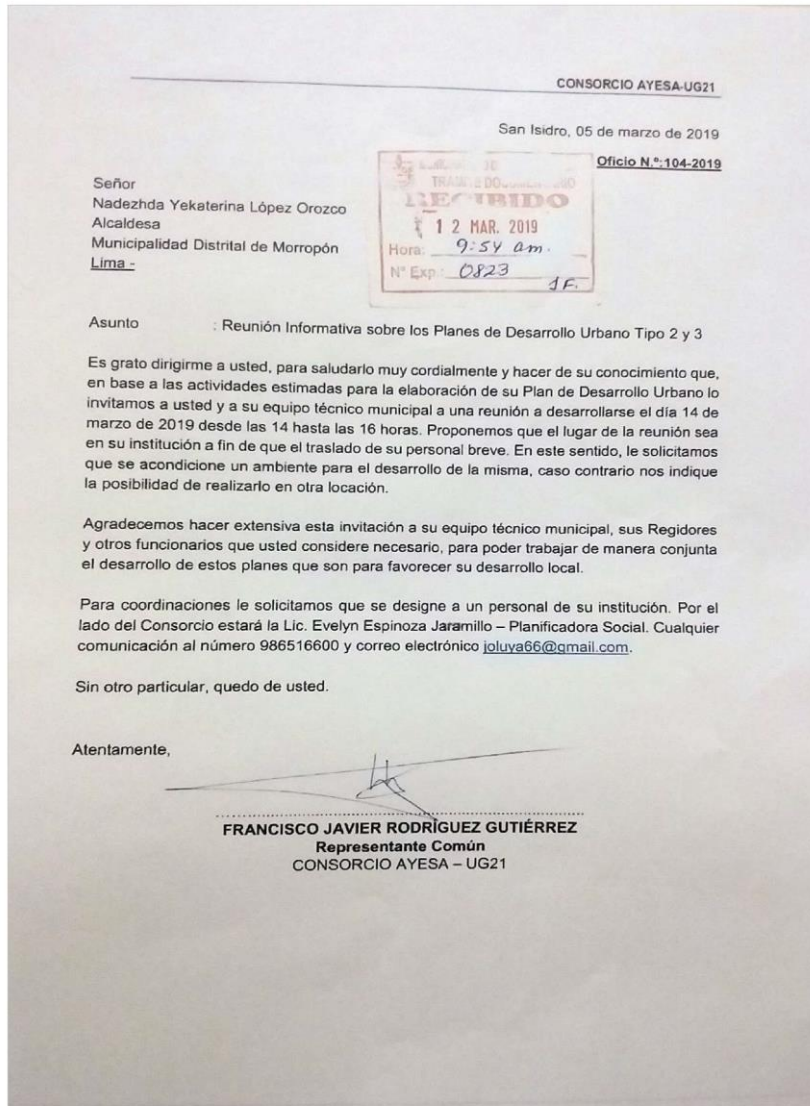 CONSORCIO AYESA-UG21
San Isidro, 05 de marzo de 2019
Oficio N.º:104-2019
Señor
Nadezhda Yekaterina López Orozco
Alcaldesa
Municipalidad Distrital de Morropón
Lima.-
RECIBIDO
12 MAR. 2019
Hora: 9:54 am.
N° Exp.: 0823
1F.
Asunto : Reunión Informativa sobre los Planes de Desarrollo Urbano Tipo 2 y 3
Es grato dirigirme a usted, para saludarlo muy cordialmente y hacer de su conocimiento que,
en base a las actividades estimadas para la elaboración de su Plan de Desarrollo Urbano lo
invitamos a usted y a su equipo técnico municipal a una reunión a desarrollarse el día 14 de
marzo de 2019 desde las 14 hasta las 16 horas. Proponemos que el lugar de la reunión sea
en su institución a fin de que el traslado de su personal breve. En este sentido, le solicitamos
que se acondicione un ambiente para el desarrollo de la misma, caso contrario nos indique
la posibilidad de realizarlo en otra locación.
Agradecemos hacer extensiva esta invitación a su equipo técnico municipal, sus Regidores
y otros funcionarios que usted considere necesario, para poder trabajar de manera conjunta
el desarrollo de estos planes que son para favorecer su desarrollo local.
Para coordinaciones le solicitamos que se designe a un personal de su institución. Por el
lado del Consorcio estará la Lic. Evelyn Espinoza Jaramillo – Planificadora Social. Cualquier
comunicación al número 986516600 y correo electrónico joluya66@gmail.com.
Sin otro particular, quedo de usted.
Atentamente,
FRANCISCO JAVIER RODRÍGUEZ GUTIÉRREZ
Representante Común
CONSORCIO AYESA – UG21